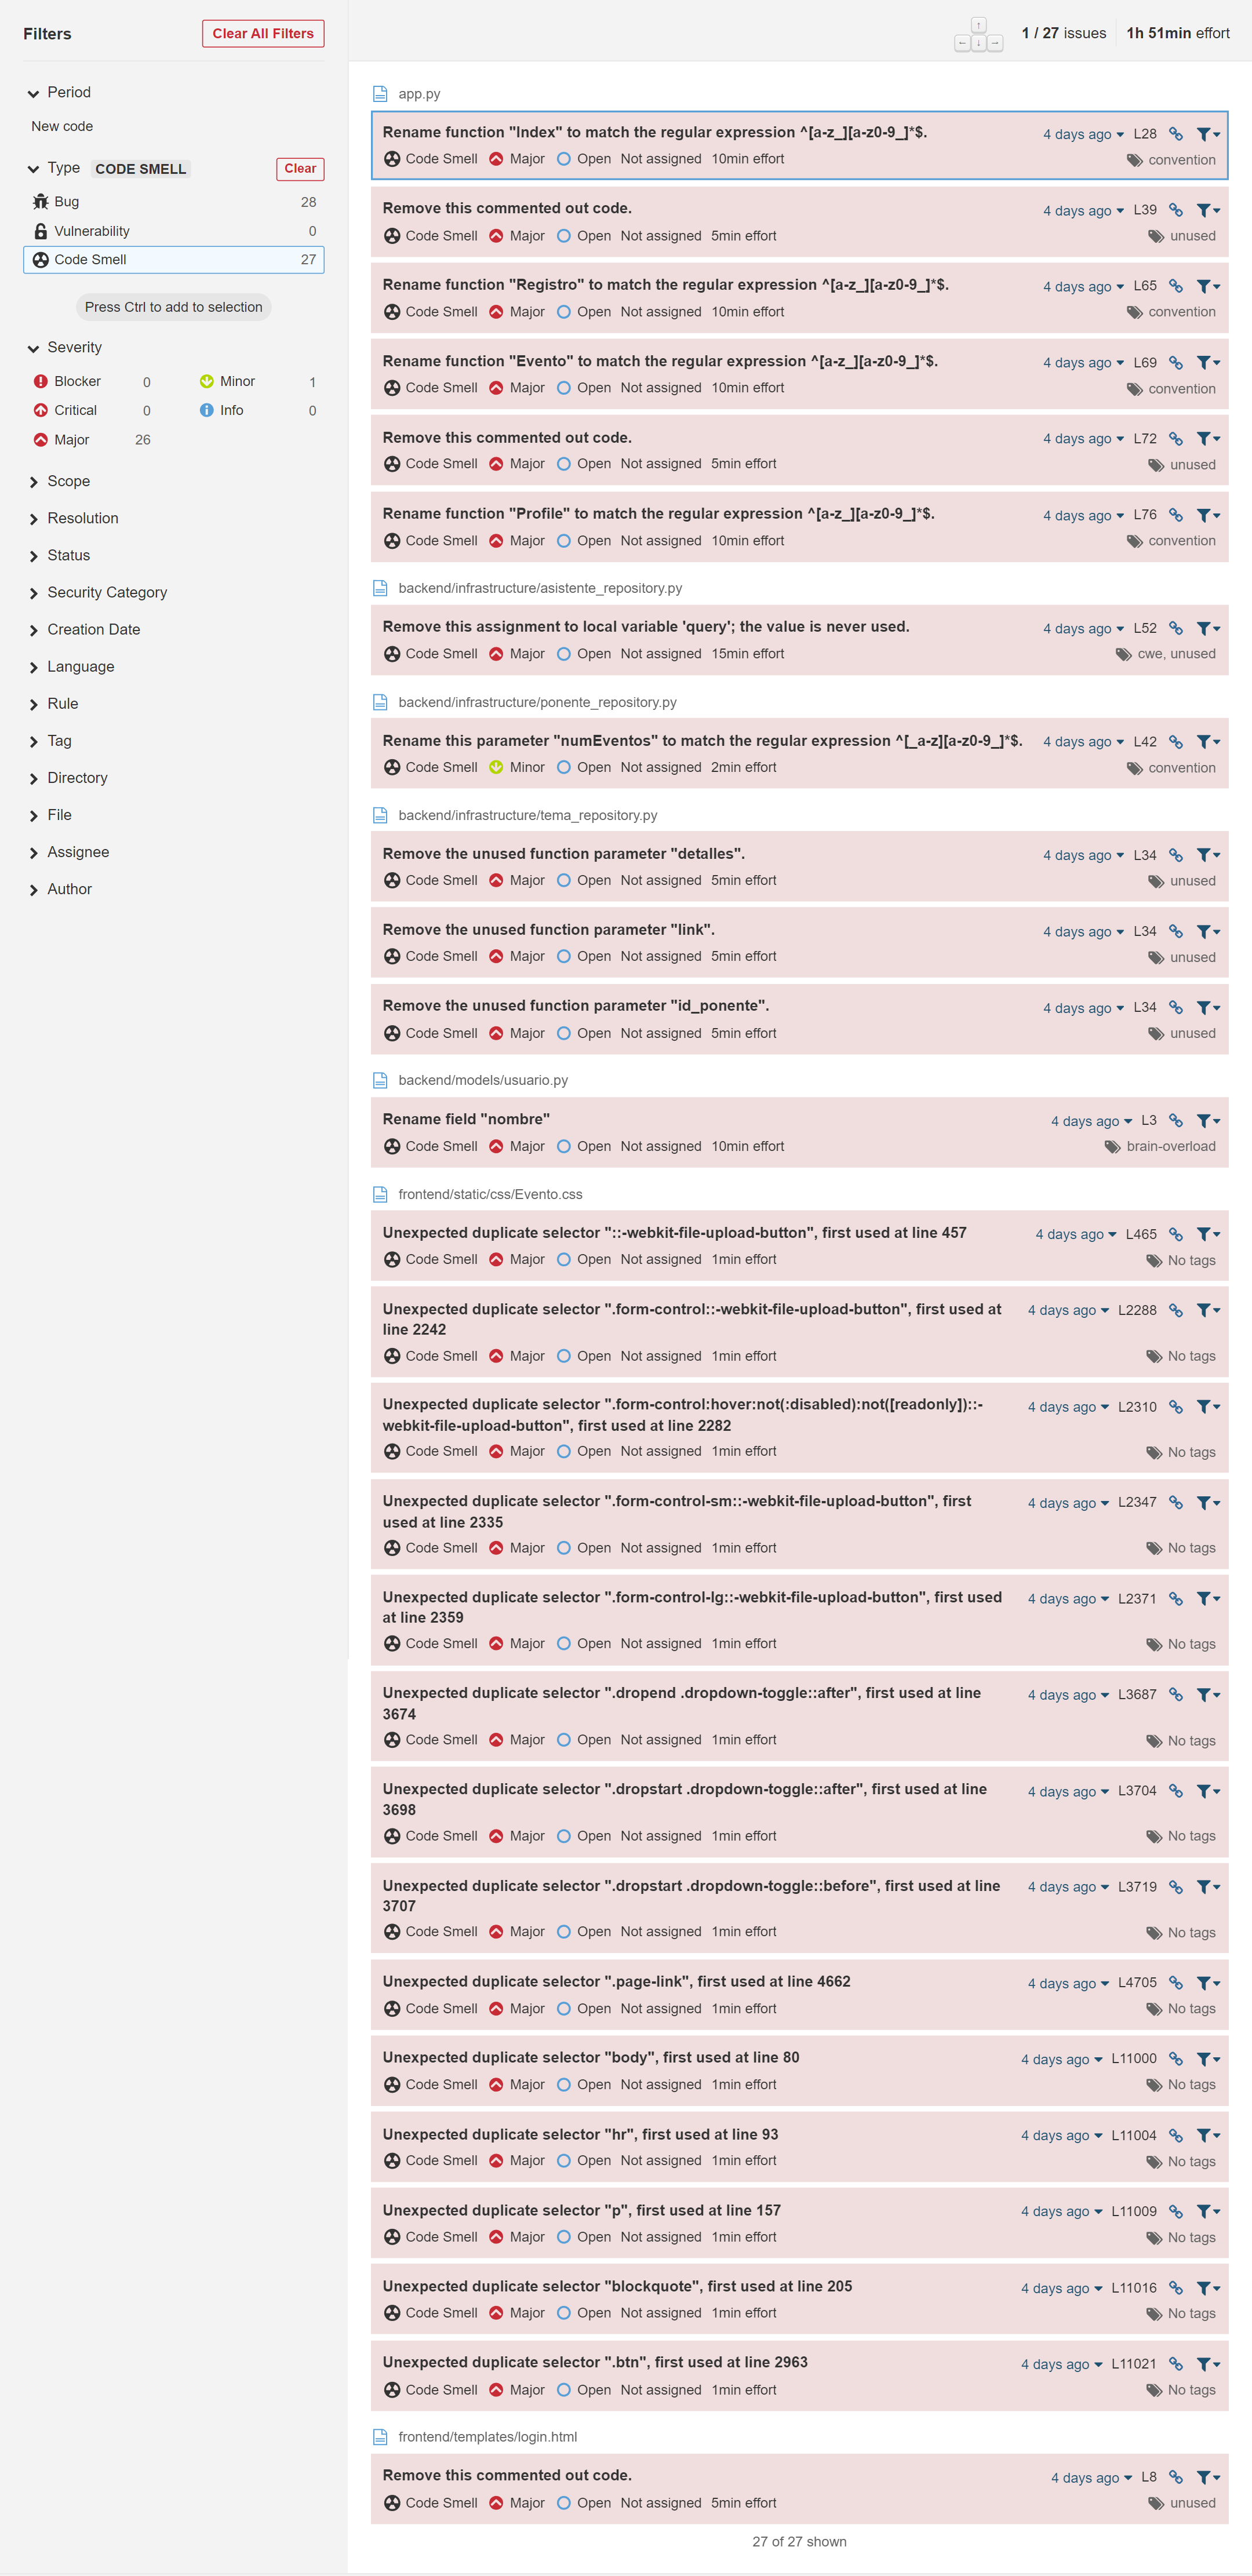 Filters
Clear All Filters
1 / 27 issues
1h 51min effort
Period
New code
Type CODE SMELL Clear
Bug 28
Vulnerability 0
Code Smell 27
Press Ctrl to add to selection
Severity
Blocker 0
Minor 1
Critical 0
Info 0
Major 26
Scope
Resolution
Status
Security Category
Creation Date
Language
Rule
Tag
Directory
File
Assignee
Author
app.py
Rename function "Index" to match the regular expression ^[a-z_][a-z0-9_]*$. 4 days ago L28
Code Smell Major Open Not assigned 10min effort convention
Remove this commented out code. 4 days ago L39
Code Smell Major Open Not assigned 5min effort unused
Rename function "Registro" to match the regular expression ^[a-z_][a-z0-9_]*$. 4 days ago L65
Code Smell Major Open Not assigned 10min effort convention
Rename function "Evento" to match the regular expression ^[a-z_][a-z0-9_]*$. 4 days ago L69
Code Smell Major Open Not assigned 10min effort convention
Remove this commented out code. 4 days ago L72
Code Smell Major Open Not assigned 5min effort unused
Rename function "Profile" to match the regular expression ^[a-z_][a-z0-9_]*$. 4 days ago L76
Code Smell Major Open Not assigned 10min effort convention
backend/infrastructure/asistente_repository.py
Remove this assignment to local variable 'query'; the value is never used. 4 days ago L52
Code Smell Major Open Not assigned 15min effort cwe, unused
backend/infrastructure/ponente_repository.py
Rename this parameter "numEventos" to match the regular expression ^[_a-z][a-z0-9_]*$. 4 days ago L42
Code Smell Minor Open Not assigned 2min effort convention
backend/infrastructure/tema_repository.py
Remove the unused function parameter "detalles". 4 days ago L34
Code Smell Major Open Not assigned 5min effort unused
Remove the unused function parameter "link". 4 days ago L34
Code Smell Major Open Not assigned 5min effort unused
Remove the unused function parameter "id_ponente". 4 days ago L34
Code Smell Major Open Not assigned 5min effort unused
backend/models/usuario.py
Rename field "nombre" 4 days ago L3
Code Smell Major Open Not assigned 10min effort brain-overload
frontend/static/css/Evento.css
Unexpected duplicate selector "::-webkit-file-upload-button", first used at line 457 4 days ago L465
Code Smell Major Open Not assigned 1min effort No tags
Unexpected duplicate selector ".form-control::-webkit-file-upload-button", first used at 4 days ago L2288
line 2242
Code Smell Major Open Not assigned 1min effort No tags
Unexpected duplicate selector ".form-control:hover:not(:disabled):not([readonly])::- 4 days ago L2310
webkit-file-upload-button", first used at line 2282
Code Smell Major Open Not assigned 1min effort No tags
Unexpected duplicate selector ".form-control-sm::-webkit-file-upload-button", first 4 days ago L2347
used at line 2335
Code Smell Major Open Not assigned 1min effort No tags
Unexpected duplicate selector ".form-control-lg::-webkit-file-upload-button", first used 4 days ago L2371
at line 2359
Code Smell Major Open Not assigned 1min effort No tags
Unexpected duplicate selector ".dropend .dropdown-toggle::after", first used at line 4 days ago L3687
3674
Code Smell Major Open Not assigned 1min effort No tags
Unexpected duplicate selector ".dropstart .dropdown-toggle::after", first used at line 4 days ago L3704
3698
Code Smell Major Open Not assigned 1min effort No tags
Unexpected duplicate selector ".dropstart .dropdown-toggle::before", first used at line 4 days ago L3719
3707
Code Smell Major Open Not assigned 1min effort No tags
Unexpected duplicate selector ".page-link", first used at line 4662 4 days ago L4705
Code Smell Major Open Not assigned 1min effort No tags
Unexpected duplicate selector "body", first used at line 80 4 days ago L11000
Code Smell Major Open Not assigned 1min effort No tags
Unexpected duplicate selector "hr", first used at line 93 4 days ago L11004
Code Smell Major Open Not assigned 1min effort No tags
Unexpected duplicate selector "p", first used at line 157 4 days ago L11009
Code Smell Major Open Not assigned 1min effort No tags
Unexpected duplicate selector "blockquote", first used at line 205 4 days ago L11016
Code Smell Major Open Not assigned 1min effort No tags
Unexpected duplicate selector ".btn", first used at line 2963 4 days ago L11021
Code Smell Major Open Not assigned 1min effort No tags
frontend/templates/login.html
Remove this commented out code. 4 days ago L8
Code Smell Major Open Not assigned 5min effort unused
27 of 27 shown